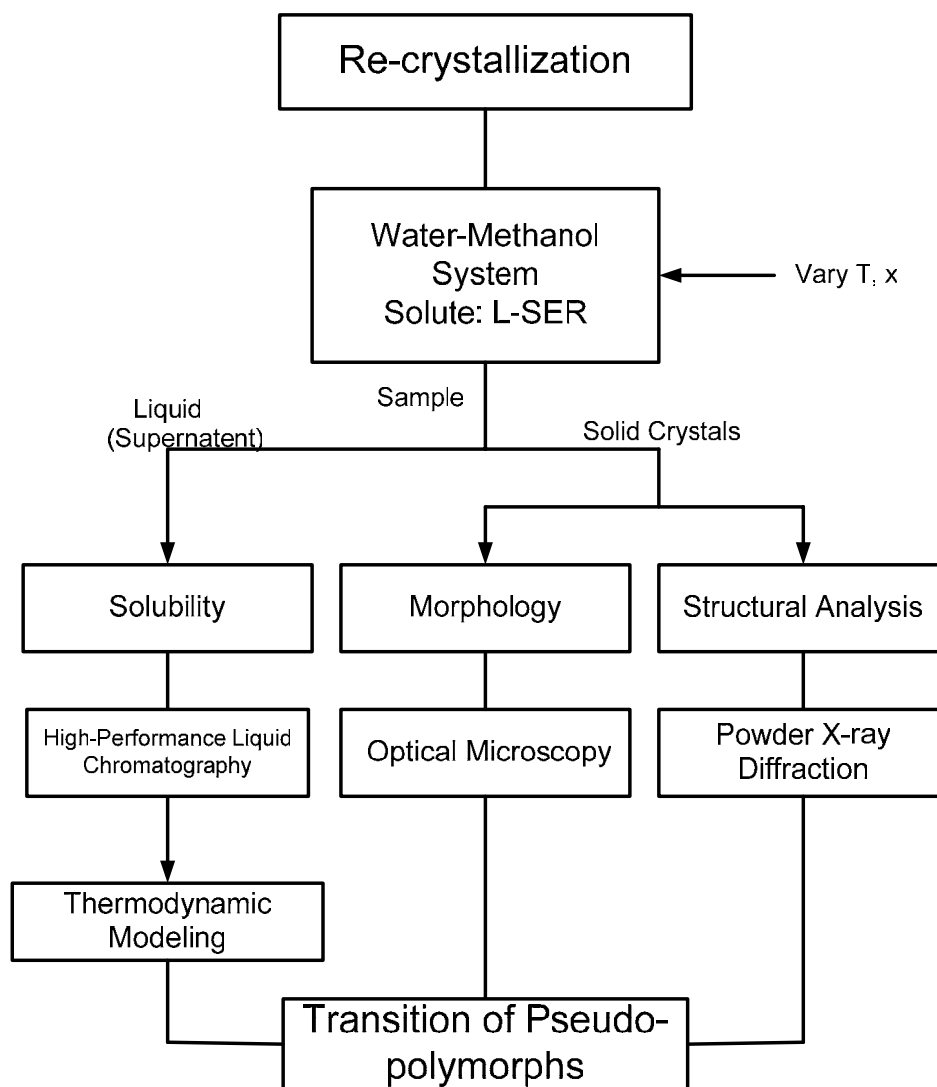 Re-crystallization
Water-Methanol
System
Solute: L-SER
Vary T, x
Sample
Liquid
(Supernatent)
Solid Crystals
Solubility
Morphology
Structural Analysis
High-Performance Liquid
Chromatography
Optical Microscopy
Powder X-ray
Diffraction
Thermodynamic
Modeling
Transition of Pseudo-
polymorphs